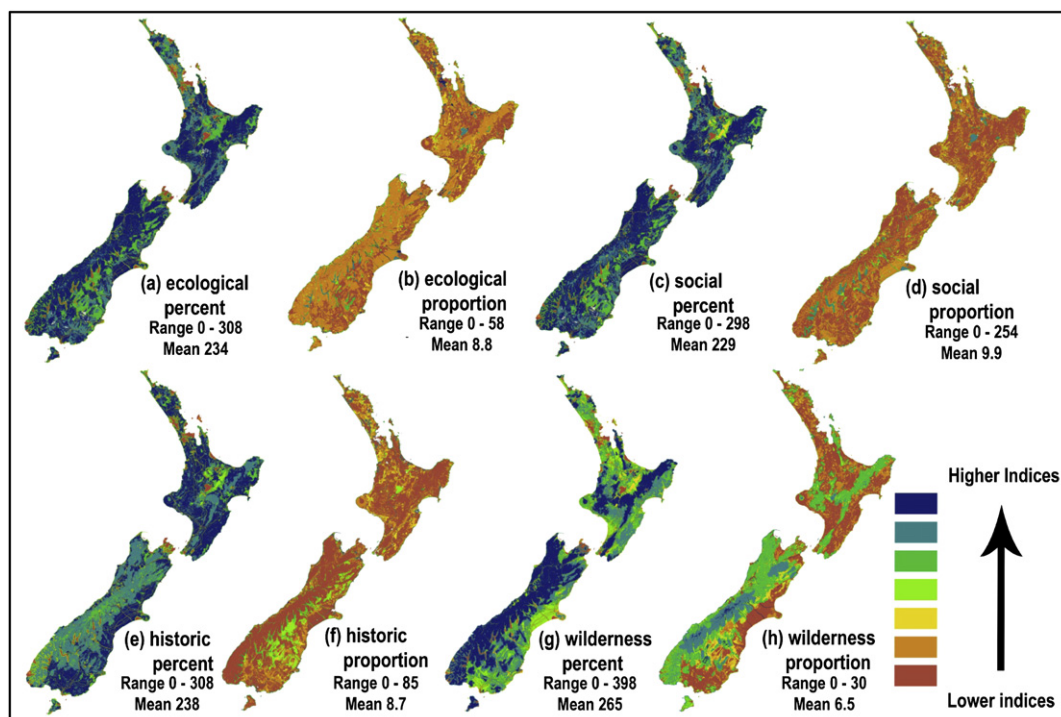 (a) ecological
percent
Range 0 - 308
Mean 234
(b) ecological
proportion
Range 0 - 58
Mean 8.8
(c) social
percent
Range 0 - 298
Mean 229
(d) social
proportion
Range 0 - 254
Mean 9.9
(e) historic
percent
Range 0 - 308
Mean 238
(f) historic
proportion
Range 0 - 85
Mean 8.7
(g) wilderness
percent
Range 0 - 398
Mean 265
(h) wilderness
proportion
Range 0 - 30
Mean 6.5
Higher Indices
Lower indices